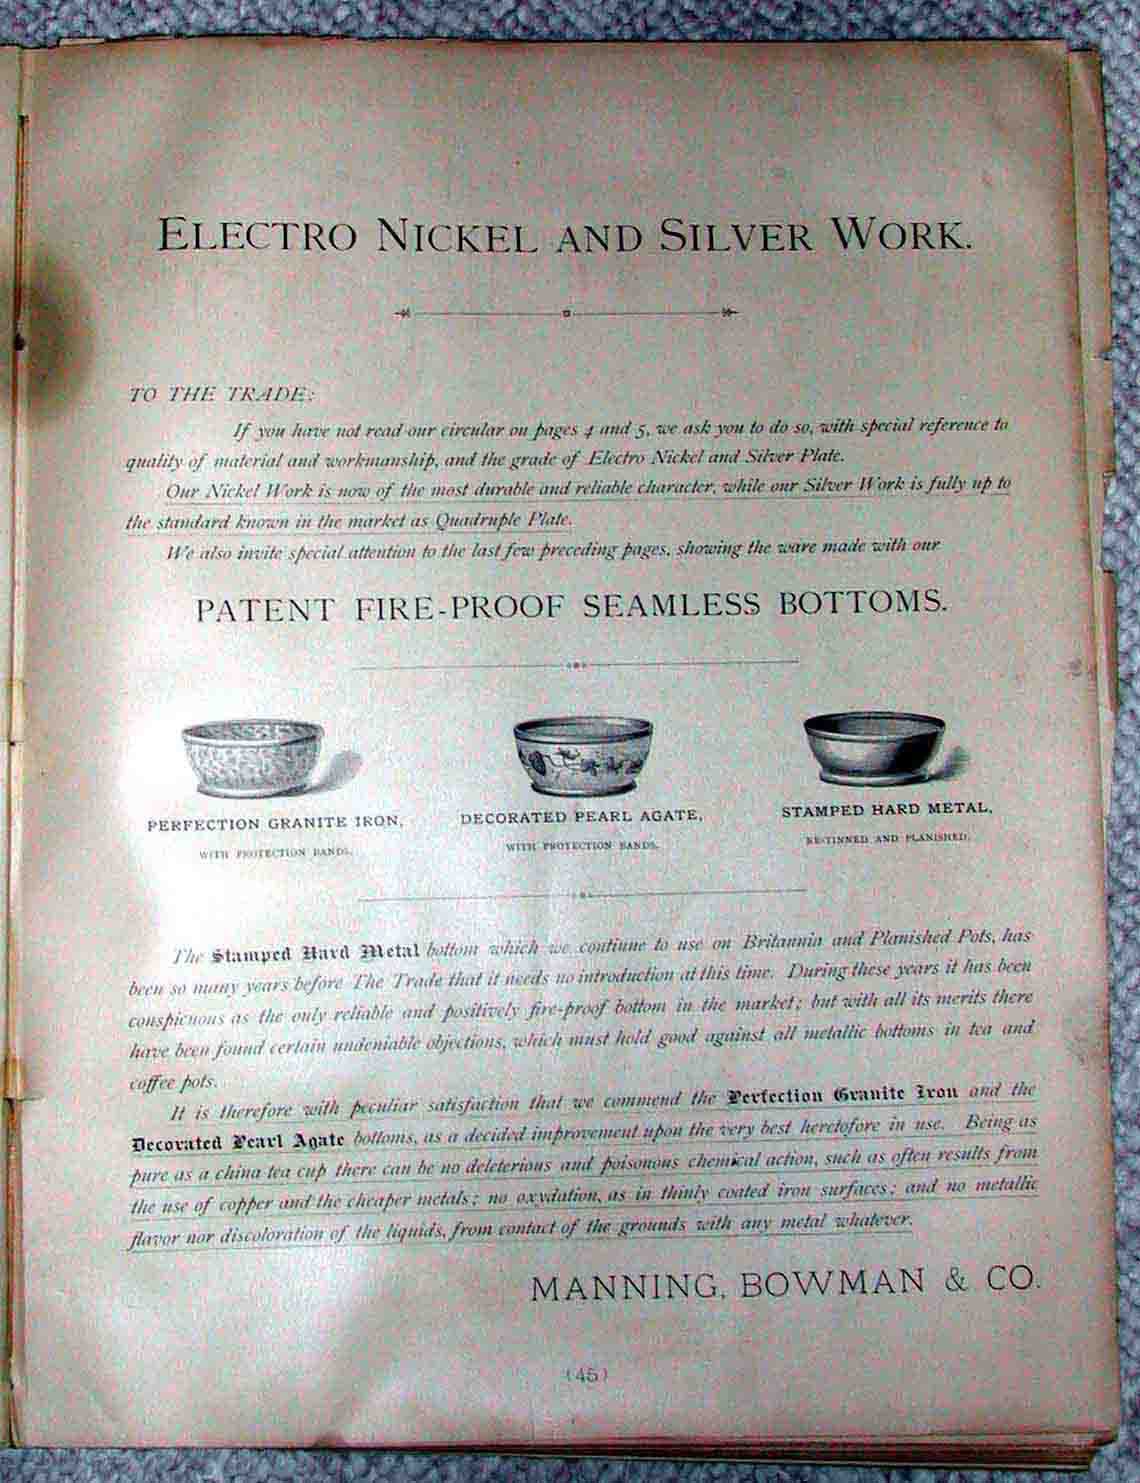 ELECTRO NICKEL AND SILVER WORK.
TO THE TRADE:
If you have not read our circular on pages 4 and 5, we ask you to do so, with special reference to
quality of material and workmanship, and the grade of Electro Nickel and Silver Plate.
Our Nickel Work is now of the most durable and reliable character, while our Silver Work is fully up to
the standard known in the market as Quadruple Plate.
We also invite special attention to the last few preceding pages, showing the ware made with our
PATENT FIRE-PROOF SEAMLESS BOTTOMS.
PERFECTION GRANITE IRON,
WITH PROTECTION BANDS.
DECORATED PEARL AGATE,
WITH PROTECTION BANDS.
STAMPED HARD METAL,
RE-TINNED AND PLANISHED.
The Stamped Hard Metal bottom which we continue to use on Britannia and Planished Pots, has
been so many years before The Trade that it needs no introduction at this time. During these years it has been
conspicuous as the only reliable and positively fire-proof bottom in the market; but with all its merits there
have been found certain undeniable objections, which must hold good against all metallic bottoms in tea and
coffee pots.
It is therefore with peculiar satisfaction that we commend the Perfection Granite Iron and the
Decorated Pearl Agate bottoms, as a decided improvement upon the very best heretofore in use. Being as
pure as a china tea cup there can be no deleterious and poisonous chemical action, such as often results from
the use of copper and the cheaper metals; no oxydation, as in thinly coated iron surfaces; and no metallic
flavor nor discoloration of the liquids, from contact of the grounds with any metal whatever.
MANNING, BOWMAN & CO.
(45)